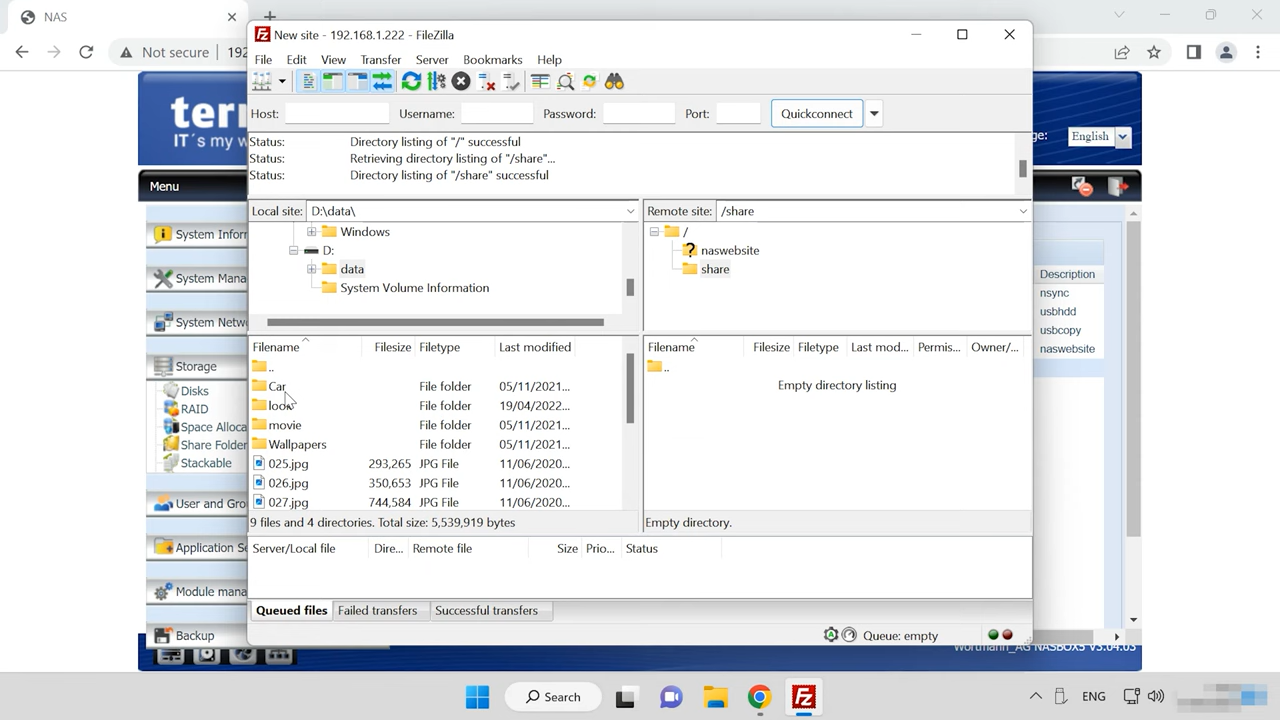 NAS
New site - 192.168.1.222 - FileZilla
Not secure 192
File Edit View Transfer Server Bookmarks Help
Host: Username: Password: Port: Quickconnect
IT´s my w
English
Status: Directory listing of "/" successful
Status: Retrieving directory listing of "/share"...
Status: Directory listing of "/share" successful
Menu
Local site: D:\data\ Remote site: /share
Windows /
D: naswebsite
data share
System Volume Information
System Infor
System Mana
System Netw
Storage
Disks
RAID
Space Alloca
Share Folder
Stackable
User and Gro
Application Se
Module mana
Backup
Description
nsync
usbhdd
usbcopy
naswebsite
Filename Filesize Filetype Last modified Filename Filesize Filetype Last mod... Permis... Owner/...
.. ..
Car File folder 05/11/2021... Empty directory listing
look File folder 19/04/2022...
movie File folder 05/11/2021...
Wallpapers File folder 05/11/2021...
025.jpg 293,265 JPG File 11/06/2020...
026.jpg 350,653 JPG File 11/06/2020...
027.jpg 744,584 JPG File 11/06/2020...
9 files and 4 directories. Total size: 5,539,919 bytes Empty directory.
Server/Local file Dire... Remote file Size Prio... Status
Queued files Failed transfers Successful transfers
Queue: empty
Wortmann_AG NASBOX5 V3.04.03
Search ENG